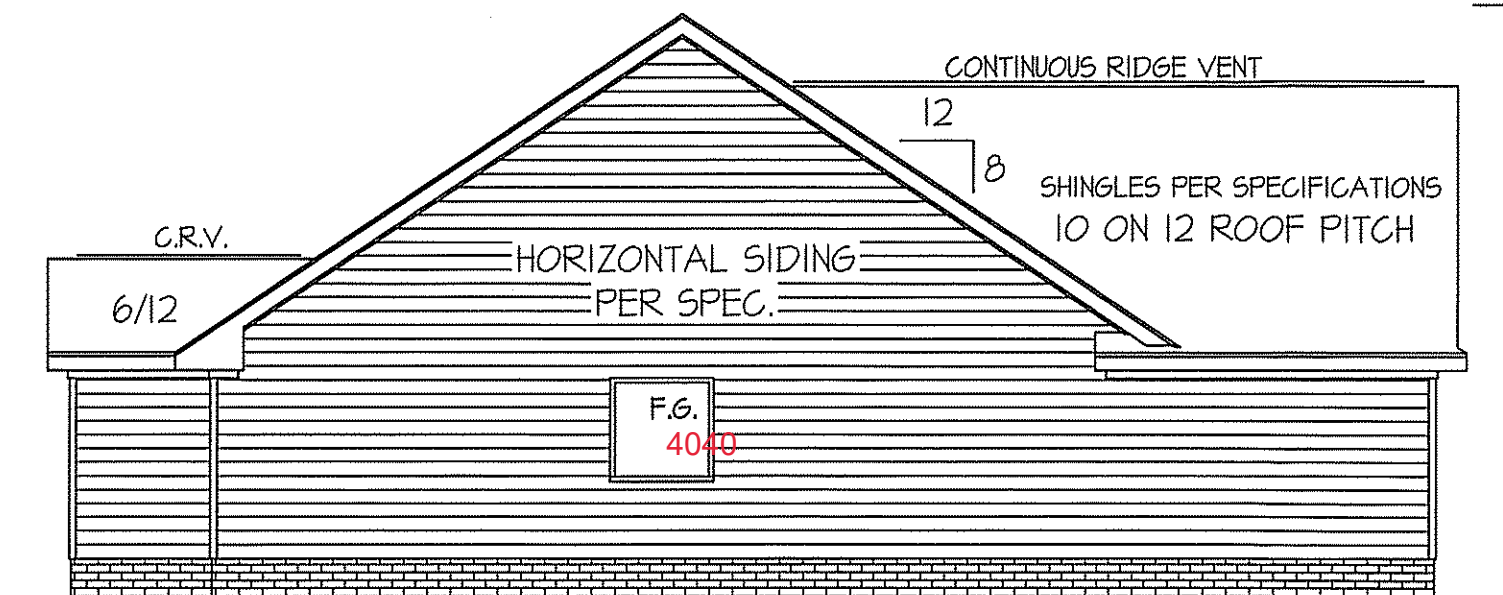 CONTINUOUS RIDGE VENT
12
8
SHINGLES PER SPECIFICATIONS
10 ON 12 ROOF PITCH
C.R.V.
6/12
HORIZONTAL SIDING
PER SPEC.
F.G.
4040